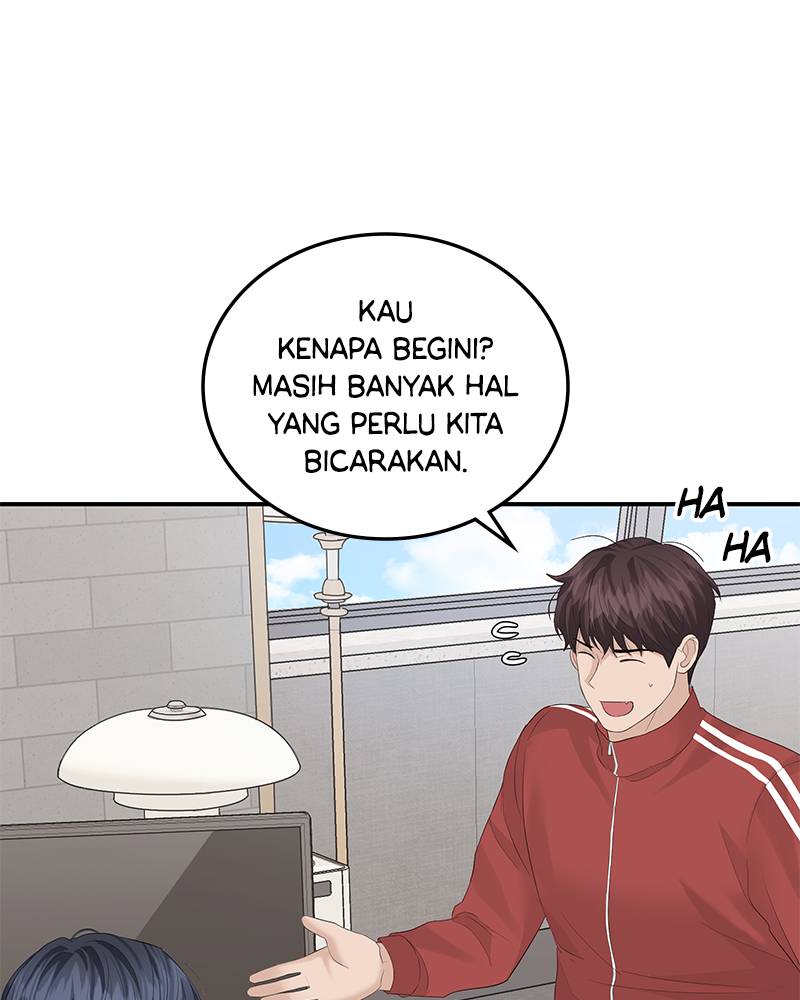 KAU
KENAPA BEGINI?
MASIH BANYAK HAL
YANG PERLU KITA
BICARAKAN.
HA
HA